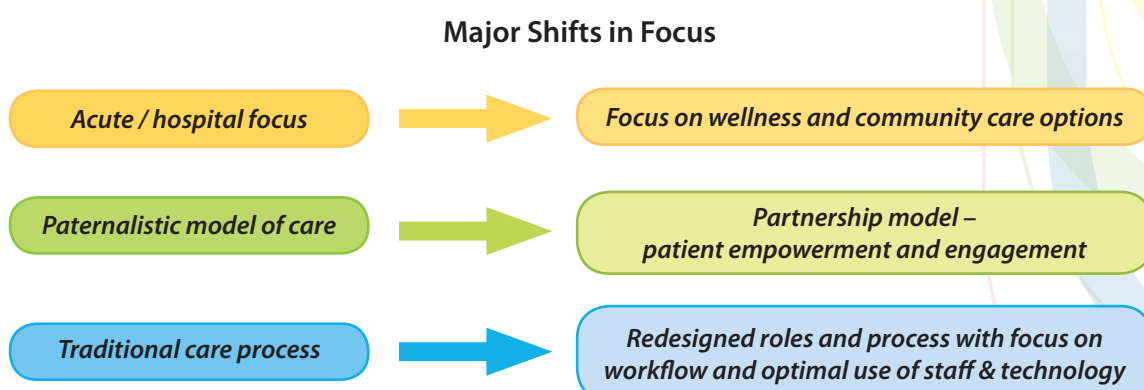 Major Shifts in Focus
Acute / hospital focus
Focus on wellness and community care options
Paternalistic model of care
Partnership model –
patient empowerment and engagement
Traditional care process
Redesigned roles and process with focus on
workflow and optimal use of staff & technology